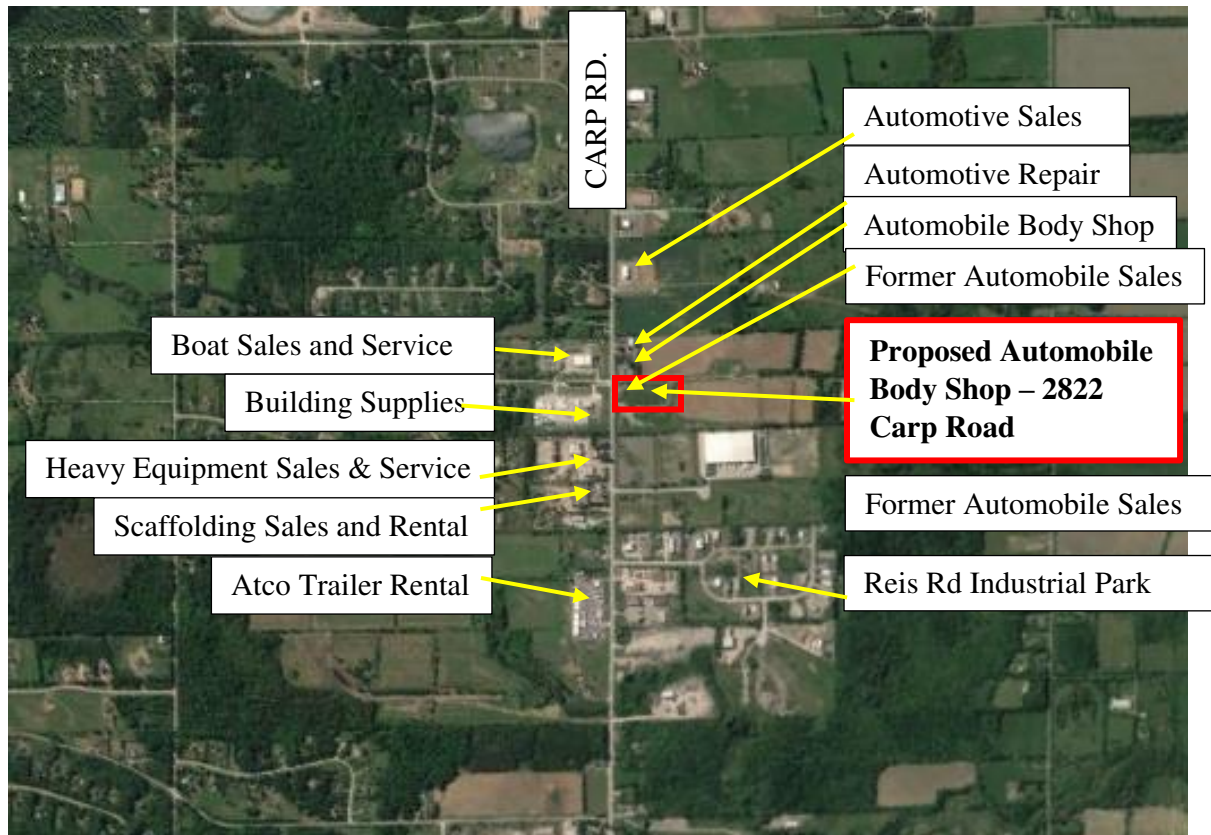 CARP RD.
Automotive Sales
Automotive Repair
Automobile Body Shop
Former Automobile Sales
Proposed Automobile
Body Shop – 2822
Carp Road
Former Automobile Sales
Reis Rd Industrial Park
Boat Sales and Service
Building Supplies
Heavy Equipment Sales & Service
Scaffolding Sales and Rental
Atco Trailer Rental